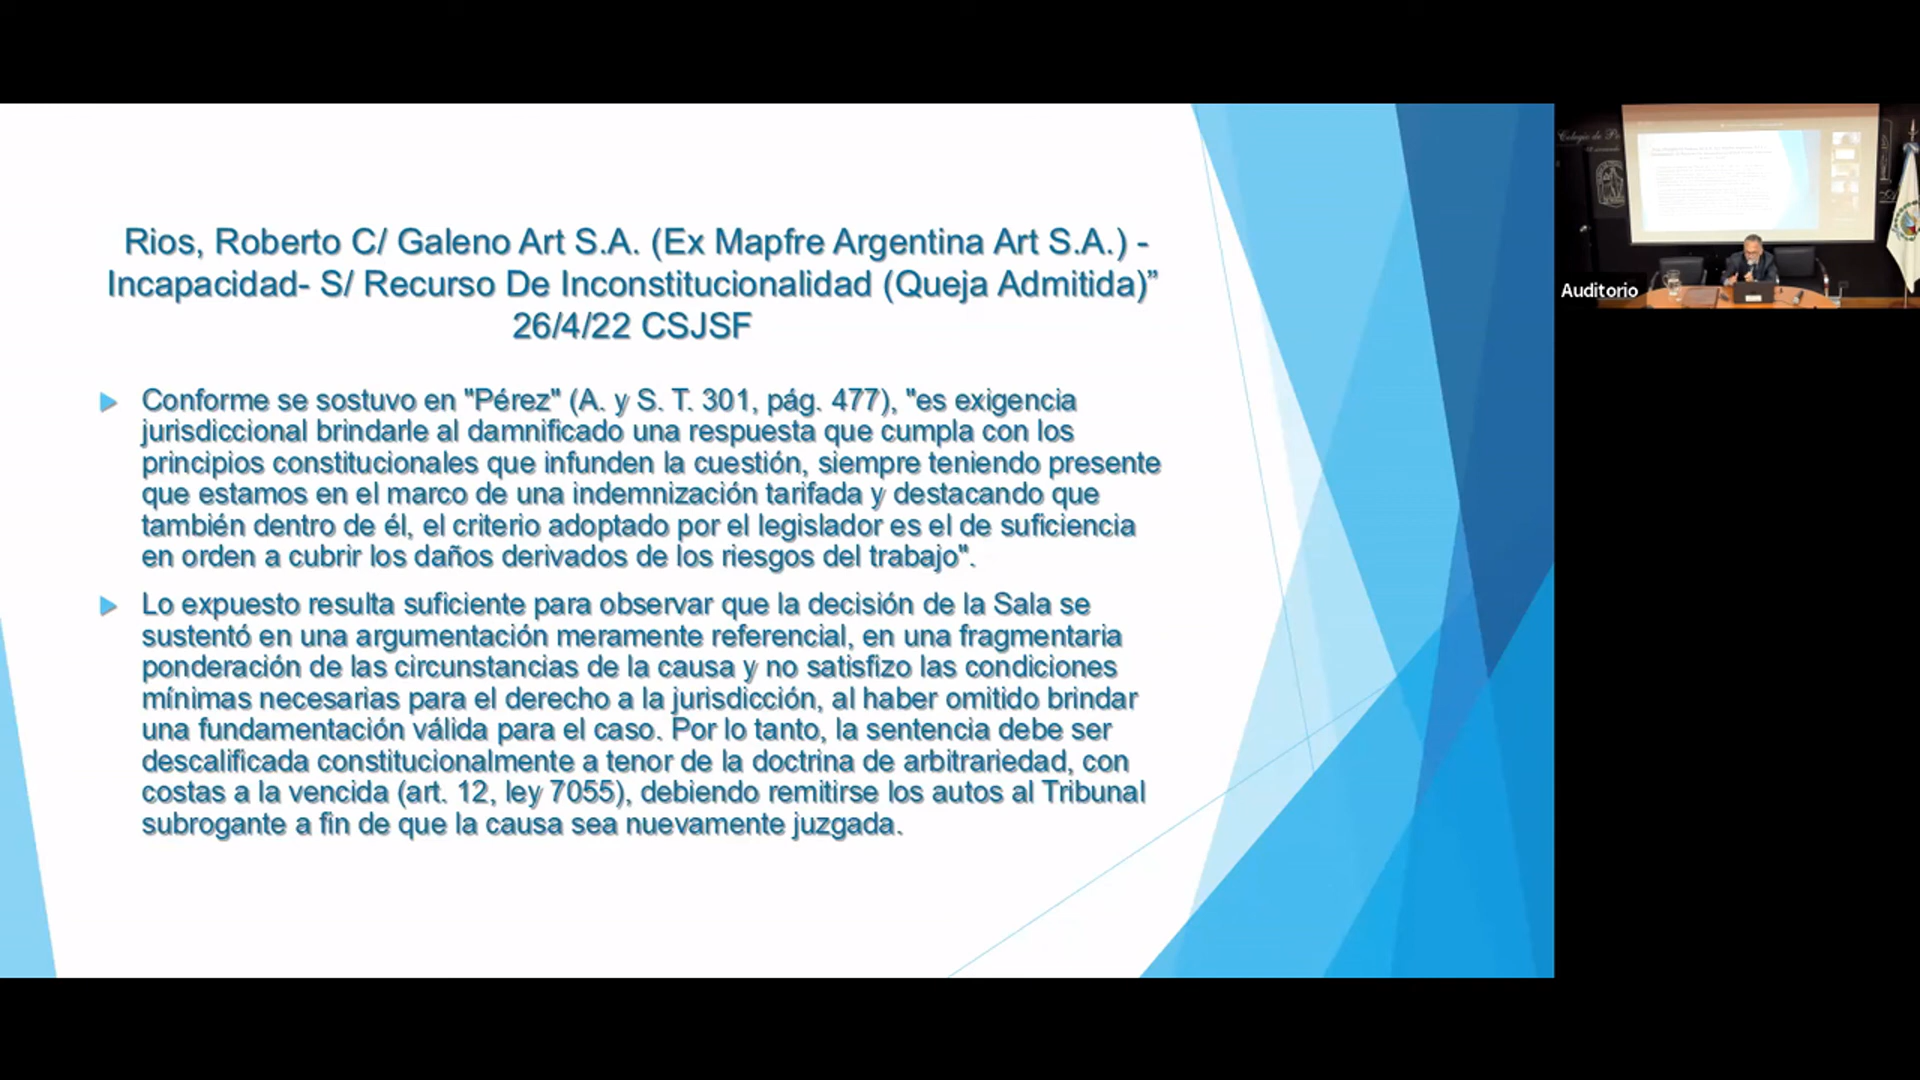 Rios, Roberto C/ Galeno Art S.A. (Ex Mapfre Argentina Art S.A.) -
Incapacidad- S/ Recurso De Inconstitucionalidad (Queja Admitida)”
26/4/22 CSJSF
Conforme se sostuvo en "Pérez" (A. y S. T. 301, pág. 477), "es exigencia
jurisdiccional brindarle al damnificado una respuesta que cumpla con los
principios constitucionales que infunden la cuestión, siempre teniendo presente
que estamos en el marco de una indemnización tarifada y destacando que
también dentro de él, el criterio adoptado por el legislador es el de suficiencia
en orden a cubrir los daños derivados de los riesgos del trabajo".
Lo expuesto resulta suficiente para observar que la decisión de la Sala se
sustentó en una argumentación meramente referencial, en una fragmentaria
ponderación de las circunstancias de la causa y no satisfizo las condiciones
mínimas necesarias para el derecho a la jurisdicción, al haber omitido brindar
una fundamentación válida para el caso. Por lo tanto, la sentencia debe ser
descalificada constitucionalmente a tenor de la doctrina de arbitrariedad, con
costas a la vencida (art. 12, ley 7055), debiendo remitirse los autos al Tribunal
subrogante a fin de que la causa sea nuevamente juzgada.
Colegio de
Auditorio